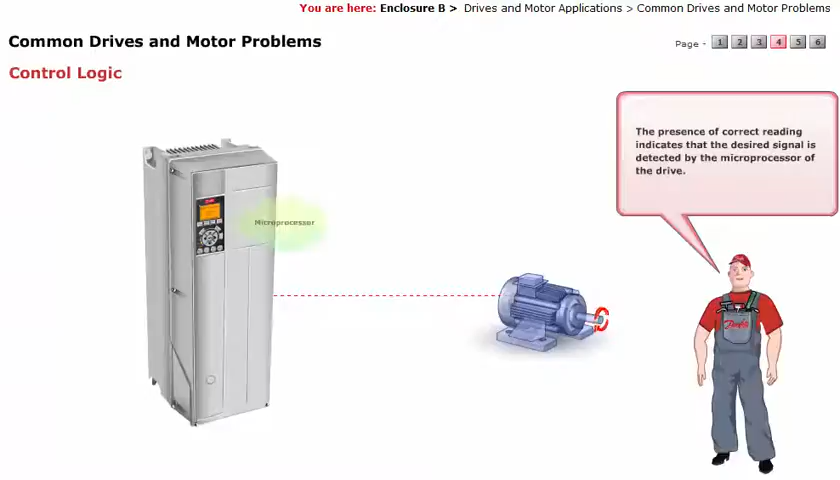 You are here: Enclosure B > Drives and Motor Applications > Common Drives and Motor Problems
Common Drives and Motor Problems
Page - 1 2 3 4 5 6
Control Logic
The presence of correct reading
indicates that the desired signal is
detected by the microprocessor of
the drive.
Microprocessor
Danfoss